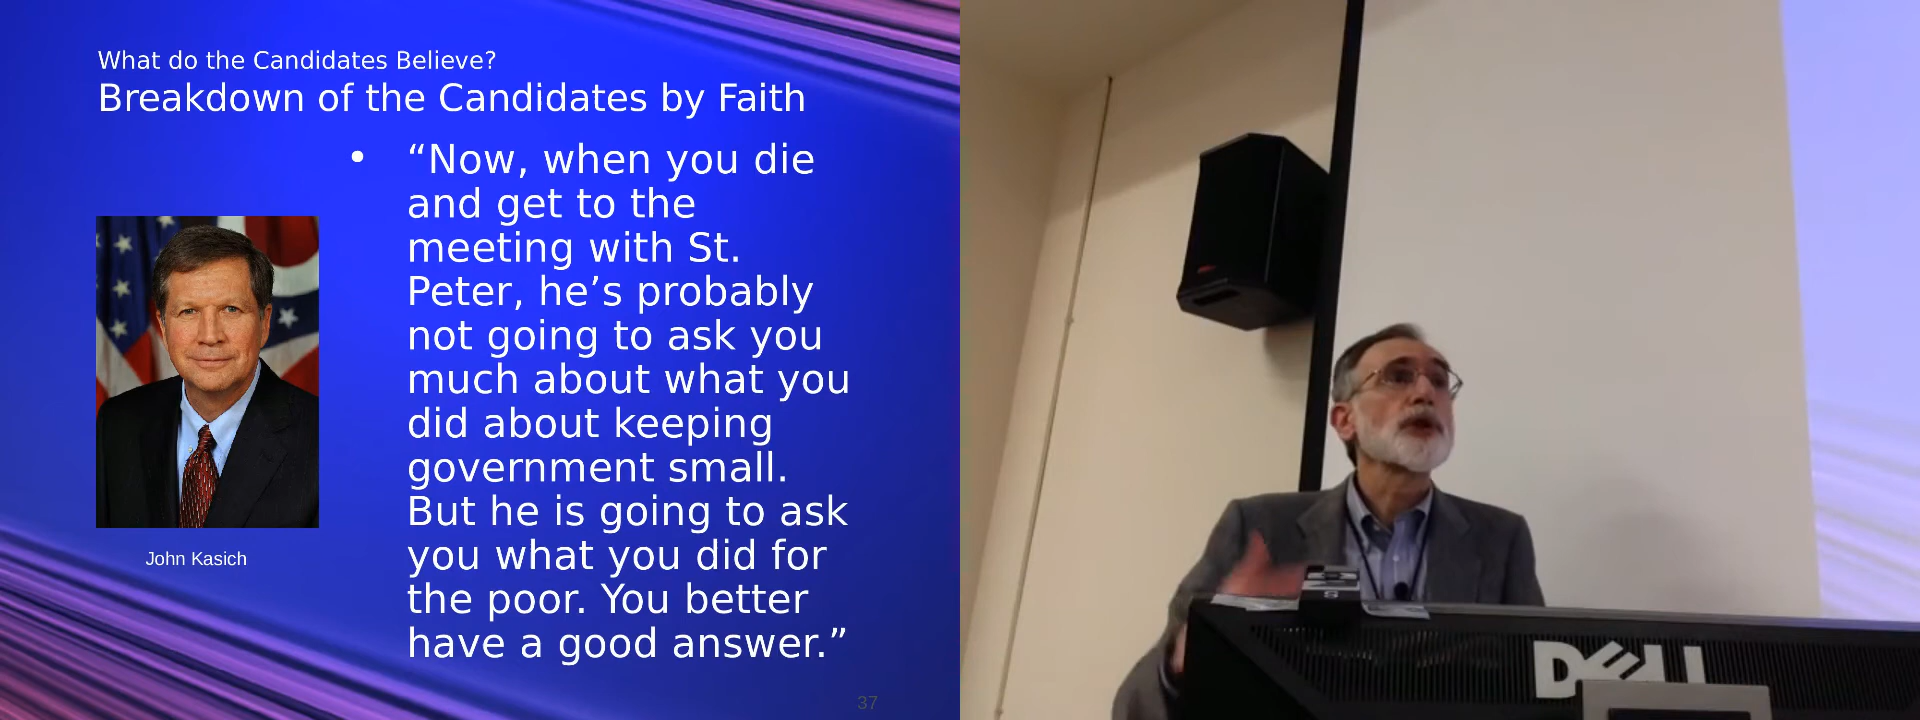 What do the Candidates Believe?
Breakdown of the Candidates by Faith
• “Now, when you die
and get to the
meeting with St.
Peter, he’s probably
not going to ask you
much about what you
did about keeping
government small.
But he is going to ask
you what you did for
the poor. You better
have a good answer.”
John Kasich
37
DELL